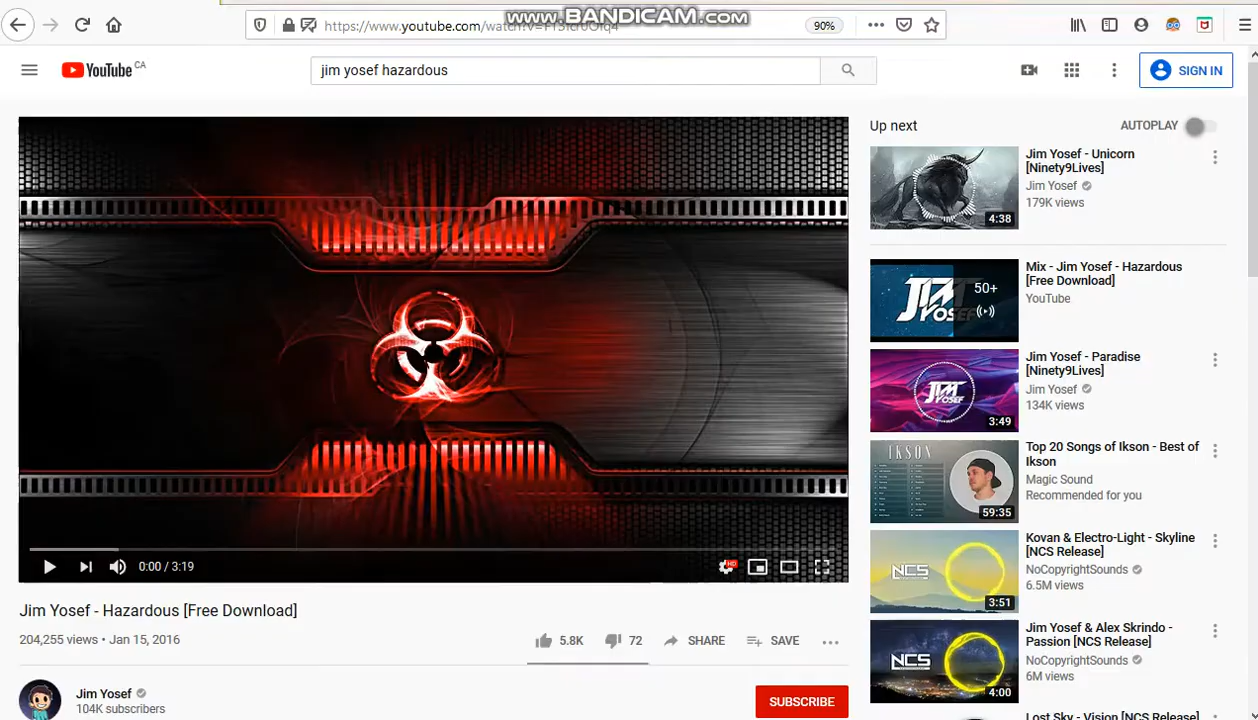 www.BANDICAM.com
https://www.youtube.com/watch?v=
90%
YouTube CA
jim yosef hazardous
SIGN IN
Up next
AUTOPLAY
Jim Yosef - Unicorn
[Ninety9Lives]
Jim Yosef
179K views
4:38
Mix - Jim Yosef - Hazardous
[Free Download]
YouTube
50+
JIM
YOSEF
Jim Yosef - Paradise
[Ninety9Lives]
Jim Yosef
134K views
JIM
YOSEF
3:49
Top 20 Songs of Ikson - Best of
Ikson
Magic Sound
Recommended for you
IKSON
59:35
Kovan & Electro-Light - Skyline
[NCS Release]
NoCopyrightSounds
6.5M views
NCS
3:51
Jim Yosef & Alex Skrindo -
Passion [NCS Release]
NoCopyrightSounds
6M views
NCS
4:00
Lost Sky - Vision [NCS Release]
0:00 / 3:19
HD
Jim Yosef - Hazardous [Free Download]
204,255 views • Jan 15, 2016
5.8K
72
SHARE
SAVE
Jim Yosef
104K subscribers
SUBSCRIBE